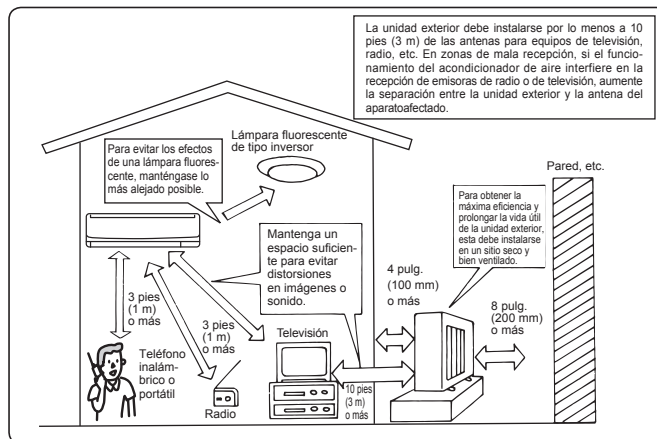 La unidad exterior debe instalarse por lo menos a 10
pies (3 m) de las antenas para equipos de televisión,
radio, etc. En zonas de mala recepción, si el funcio-
namiento del acondicionador de aire interfiere en la
recepción de emisoras de radio o de televisión, aumente
la separación entre la unidad exterior y la antena del
aparatoafectado.
Para evitar los efectos
de una lámpara fluores-
cente, manténgase lo
más alejado posible.
Lámpara fluorescente
de tipo inversor
Pared, etc.
Para obtener la
máxima eficiencia y
prolongar la vida útil
de la unidad exterior,
esta debe instalarse
en un sitio seco y
bien ventilado.
Mantenga un
espacio suficien-
te para evitar
distorsiones
en imágenes o
sonido.
4 pulg.
(100 mm)
o más
8 pulg.
(200 mm)
o más
3 pies
(1 m)
o más
3 pies
(1 m)
o más
Televisión
Teléfono
inalám-
brico o
portátil
Radio
10 pies
(3 m)
o más